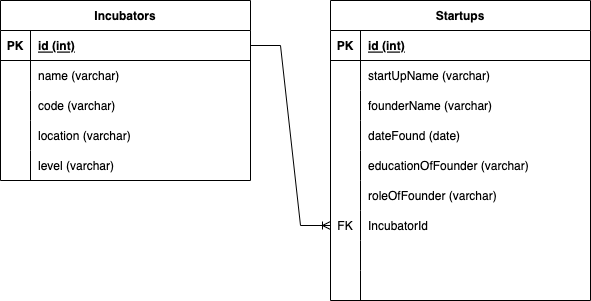 Incubators
PK id (int)
name (varchar)
code (varchar)
location (varchar)
level (varchar)
Startups
PK id (int)
startUpName (varchar)
founderName (varchar)
dateFound (date)
educationOfFounder (varchar)
roleOfFounder (varchar)
FK IncubatorId